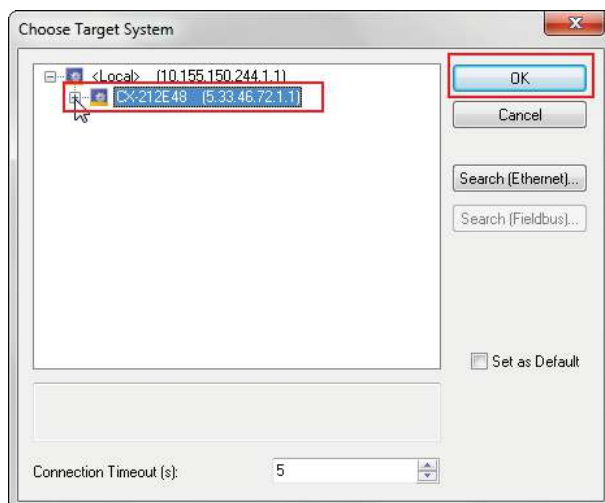 Choose Target System
<Local> (10.155.150.244.1.1)
CX-212E48 (5.33.46.72.1.1)
OK
Cancel
Search (Ethernet)...
Search (Fieldbus)...
Set as Default
Connection Timeout (s): 5